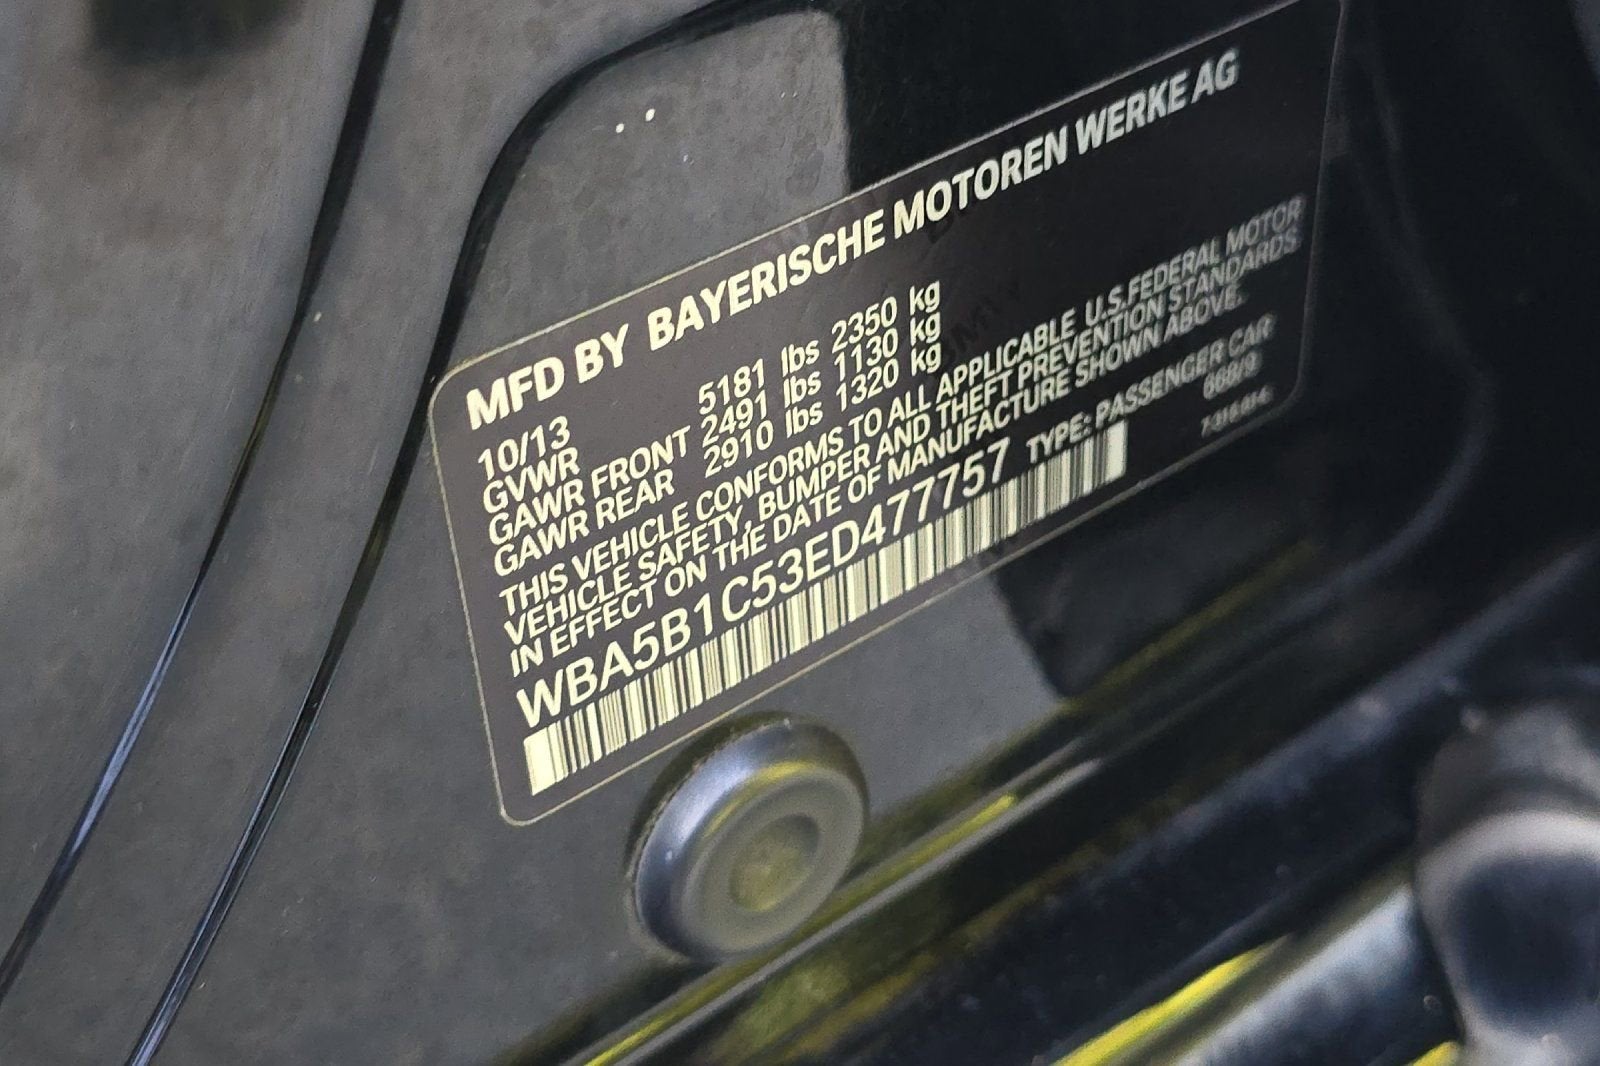 MFD BY BAYERISCHE MOTOREN WERKE AG
10/13
GVWR 5181 lbs 2350 kg
GAWR FRONT 2491 lbs 1130 kg
GAWR REAR 2910 lbs 1320 kg
THIS VEHICLE CONFORMS TO ALL APPLICABLE U.S.FEDERAL MOTOR
VEHICLE SAFETY, BUMPER AND THEFT PREVENTION STANDARDS
IN EFFECT ON THE DATE OF MANUFACTURE SHOWN ABOVE.
WBA5B1C53ED477757 TYPE: PASSENGER CAR